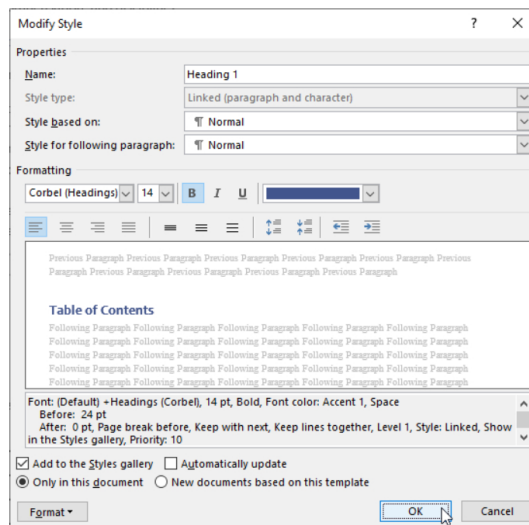 Modify Style ? ×
Properties
Name: Heading 1
Style type: Linked (paragraph and character)
Style based on: ¶ Normal
Style for following paragraph: ¶ Normal
Formatting
Corbel (Headings) 14 B I U
Previous Paragraph Previous Paragraph Previous Paragraph Previous Paragraph Previous
Paragraph Previous Paragraph Previous Paragraph Previous Paragraph Previous Paragraph
Table of Contents
Following Paragraph Following Paragraph Following Paragraph Following Paragraph Following Paragraph
Following Paragraph Following Paragraph Following Paragraph Following Paragraph Following Paragraph
Following Paragraph Following Paragraph Following Paragraph Following Paragraph Following Paragraph
Following Paragraph Following Paragraph Following Paragraph Following Paragraph Following Paragraph
Following Paragraph Following Paragraph Following Paragraph Following Paragraph Following Paragraph
Font: (Default) +Headings (Corbel), 14 pt, Bold, Font color: Accent 1, Space
Before: 24 pt
After: 0 pt, Page break before, Keep with next, Keep lines together, Level 1, Style: Linked, Show
in the Styles gallery, Priority: 10
Add to the Styles gallery Automatically update
Only in this document New documents based on this template
Format OK Cancel